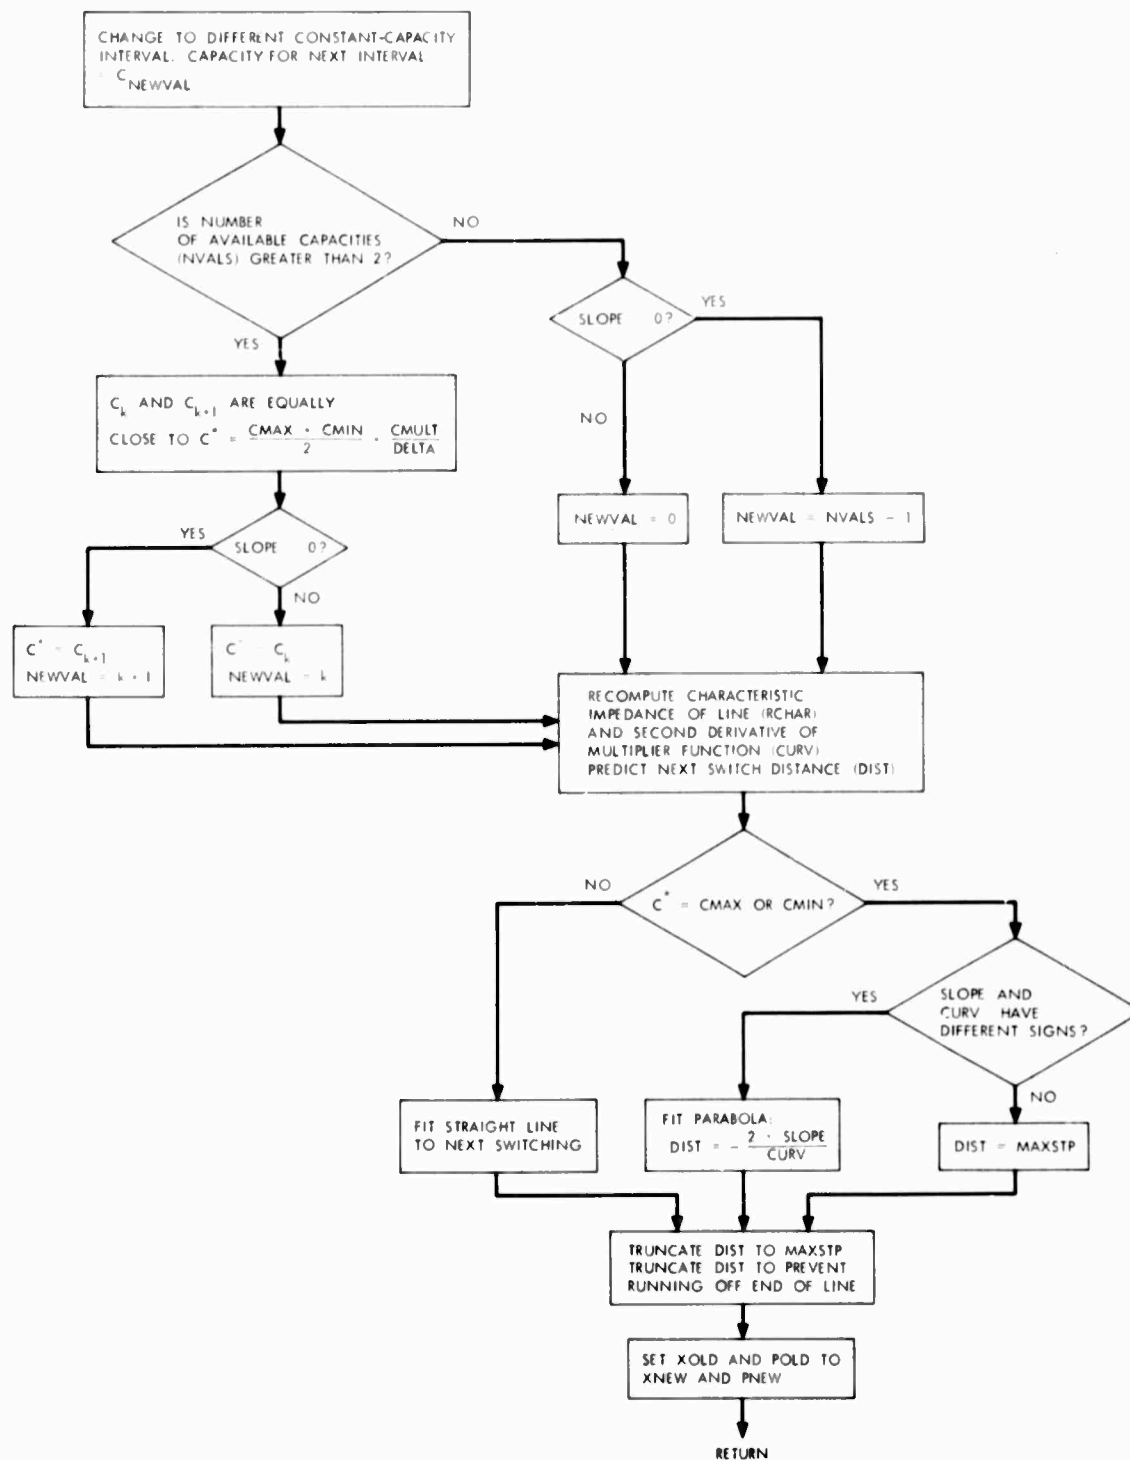 CHANGE TO DIFFERENT CONSTANT-CAPACITY
INTERVAL. CAPACITY FOR NEXT INTERVAL
= C NEWVAL
IS NUMBER
OF AVAILABLE CAPACITIES
(NVALS) GREATER THAN 2?
NO
YES
SLOPE 0?
YES
NO
C_k AND C_k+1 ARE EQUALLY
CLOSE TO C* = CMAX + CMIN / 2 · CMULT / DELTA
NEWVAL = 0
NEWVAL = NVALS - 1
YES
SLOPE 0?
NO
C* = C_k+1
NEWVAL = k + 1
C* = C_k
NEWVAL = k
RECOMPUTE CHARACTERISTIC
IMPEDANCE OF LINE (RCHAR)
AND SECOND DERIVATIVE OF
MULTIPLIER FUNCTION (CURV)
PREDICT NEXT SWITCH DISTANCE (DIST)
NO
C* = CMAX OR CMIN?
YES
YES
SLOPE AND
CURV HAVE
DIFFERENT SIGNS?
NO
FIT STRAIGHT LINE
TO NEXT SWITCHING
FIT PARABOLA:
DIST = - 2 · SLOPE / CURV
DIST = MAXSTP
TRUNCATE DIST TO MAXSTP
TRUNCATE DIST TO PREVENT
RUNNING OFF END OF LINE
SET XOLD AND POLD TO
XNEW AND PNEW
RETURN